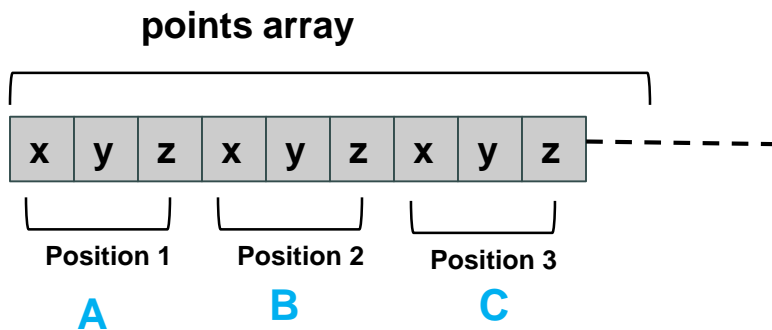 points array
x y z x y z x y z
Position 1 Position 2 Position 3
A B C